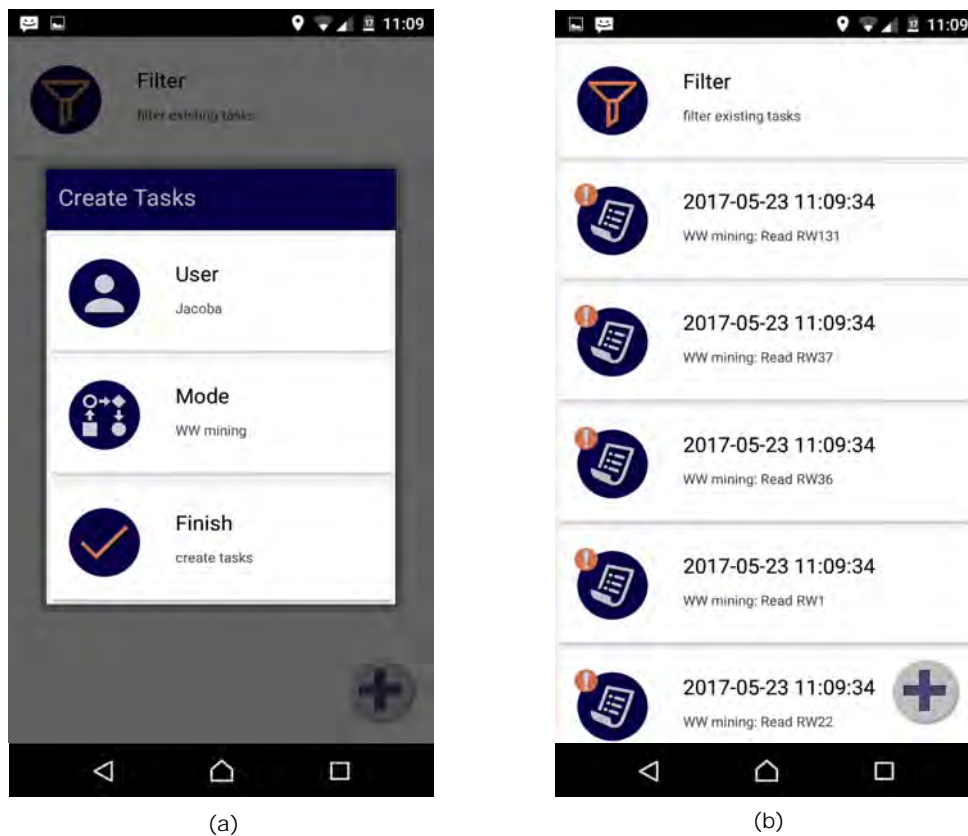 11:09
Filter
filter existing tasks
Create Tasks
User
Jacoba
Mode
WW mining
Finish
create tasks
(a)
11:09
Filter
filter existing tasks
2017-05-23 11:09:34
WW mining: Read RW131
2017-05-23 11:09:34
WW mining: Read RW37
2017-05-23 11:09:34
WW mining: Read RW36
2017-05-23 11:09:34
WW mining: Read RW1
2017-05-23 11:09:34
WW mining: Read RW22
(b)